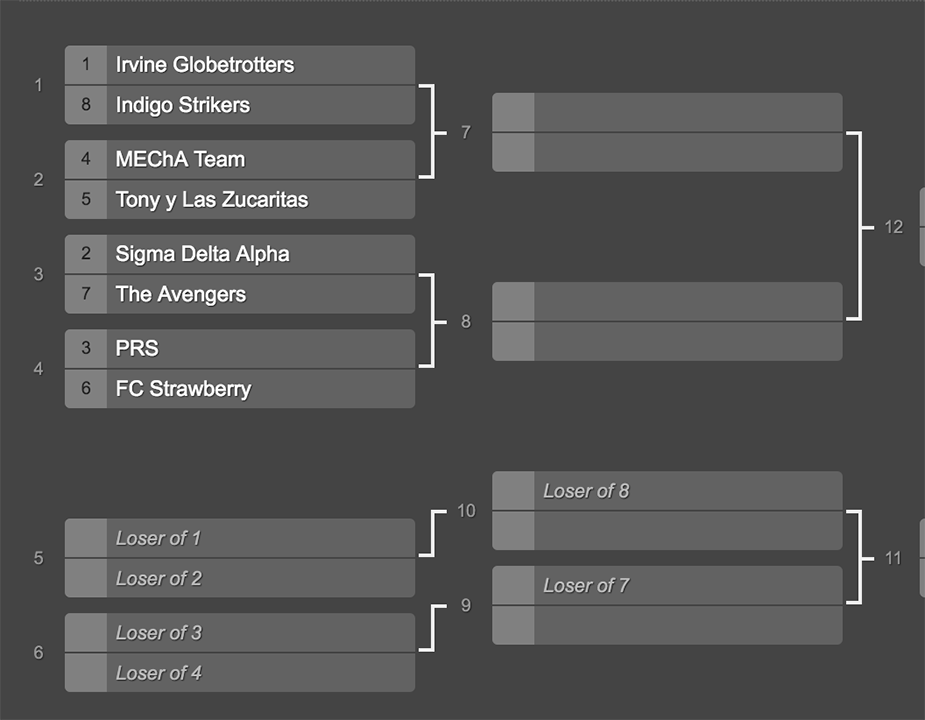 1
1 Irvine Globetrotters
8 Indigo Strikers
2
4 MEChA Team
5 Tony y Las Zucaritas
3
2 Sigma Delta Alpha
7 The Avengers
4
3 PRS
6 FC Strawberry
7
8
12
5
Loser of 1
Loser of 2
6
Loser of 3
Loser of 4
10
Loser of 8
9
Loser of 7
11